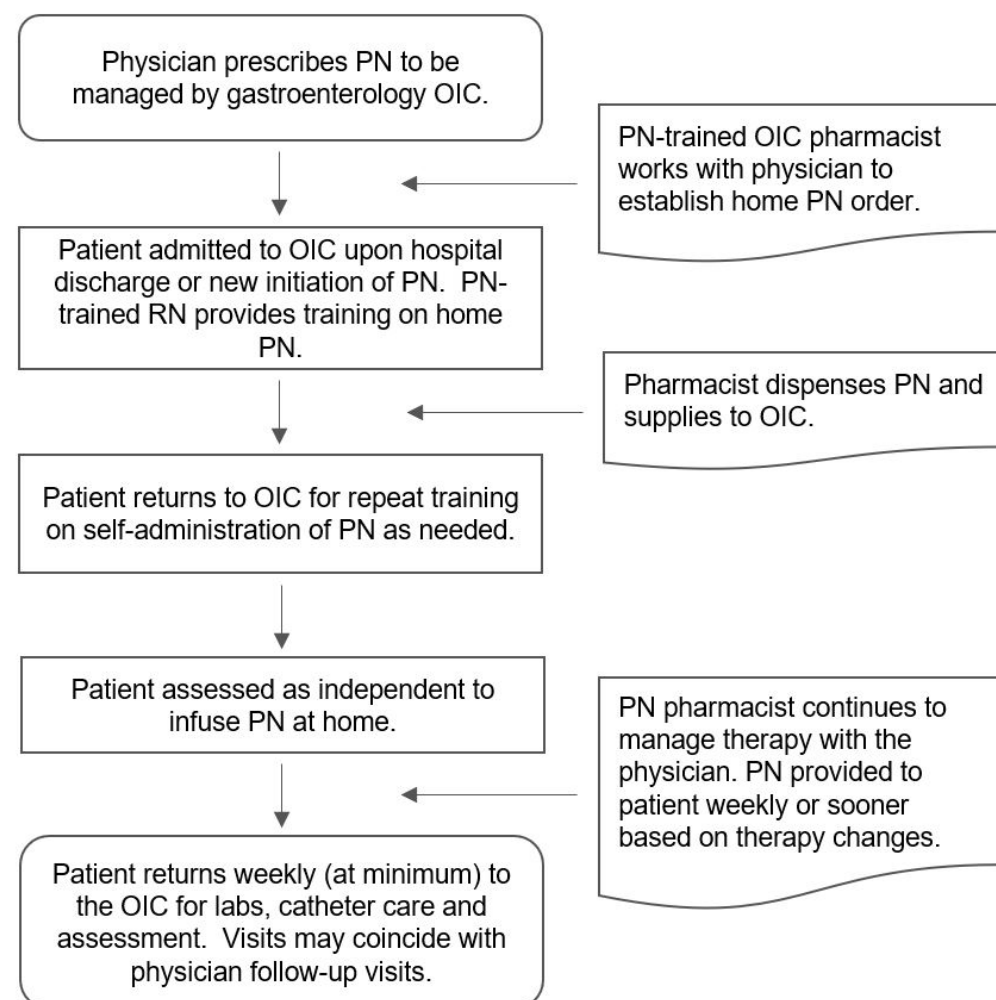 Physician prescribes PN to be
managed by gastroenterology OIC.
PN-trained OIC pharmacist
works with physician to
establish home PN order.
Patient admitted to OIC upon hospital
discharge or new initiation of PN.  PN-
trained RN provides training on home
PN.
Pharmacist dispenses PN and
supplies to OIC.
Patient returns to OIC for repeat training
on self-administration of PN as needed.
Patient assessed as independent to
infuse PN at home.
PN pharmacist continues to
manage therapy with the
physician. PN provided to
patient weekly or sooner
based on therapy changes.
Patient returns weekly (at minimum) to
the OIC for labs, catheter care and
assessment.  Visits may coincide with
physician follow-up visits.